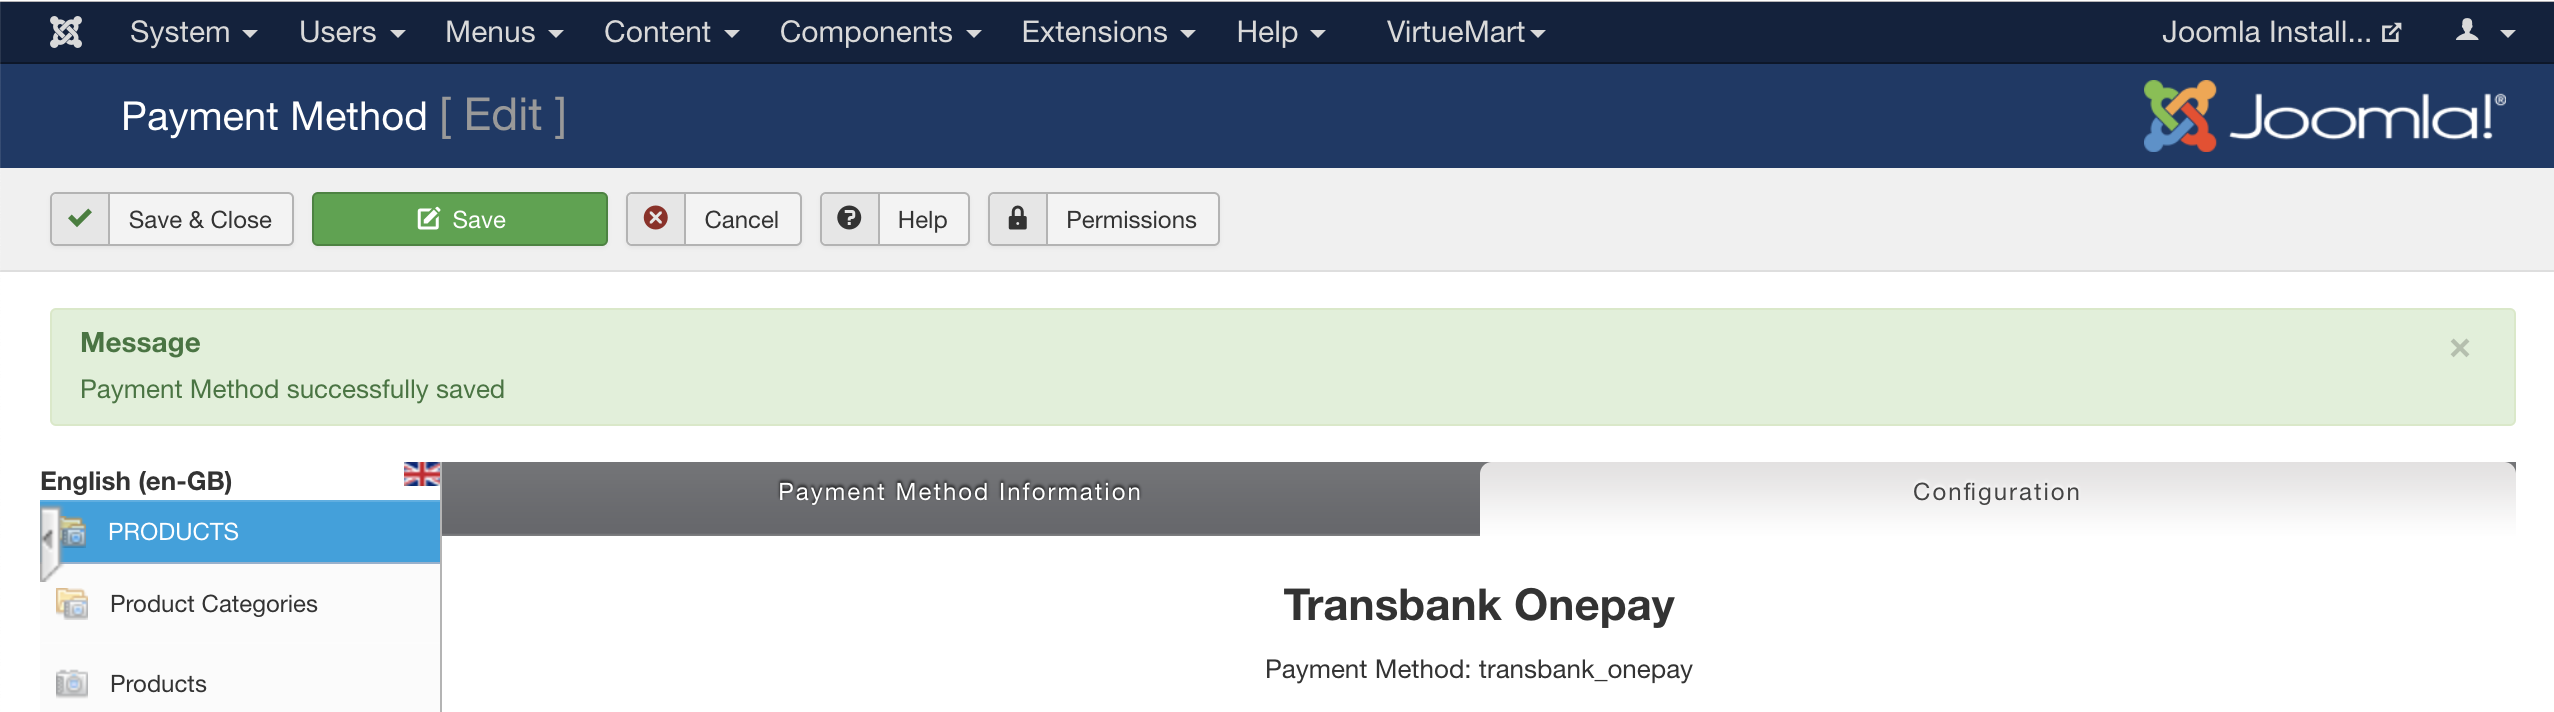 System Users Menus Content Components Extensions Help VirtueMart Joomla Install...
Payment Method [ Edit ] Joomla!®
Save & Close Save Cancel Help Permissions
Message
Payment Method successfully saved
English (en-GB) Payment Method Information Configuration
PRODUCTS
Transbank Onepay
Product Categories
Payment Method: transbank_onepay
Products